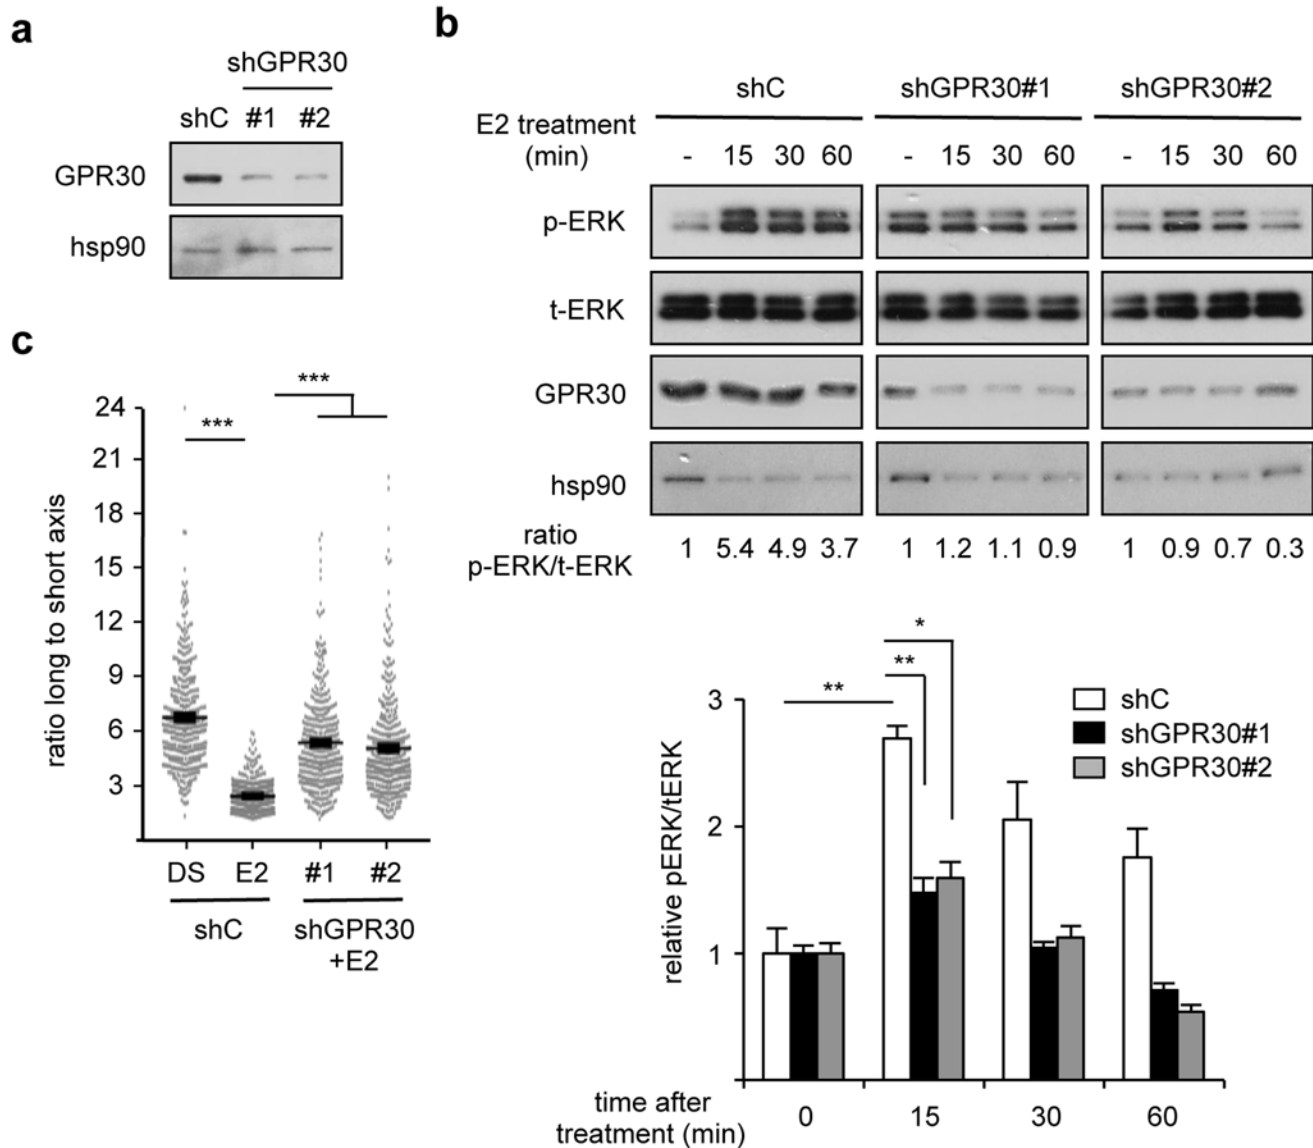 a
shGPR30
shC #1 #2
GPR30
hsp90
b
shC shGPR30#1 shGPR30#2
E2 treatment
(min)
- 15 30 60 - 15 30 60 - 15 30 60
p-ERK
t-ERK
GPR30
hsp90
ratio
p-ERK/t-ERK
1 5.4 4.9 3.7 1 1.2 1.1 0.9 1 0.9 0.7 0.3
*
**
**
3
2
1
relative pERK/tERK
shC
shGPR30#1
shGPR30#2
time after
treatment (min)
0 15 30 60
c
***
***
24
21
18
15
12
9
6
3
ratio long to short axis
DS E2 #1 #2
shC shGPR30
+E2